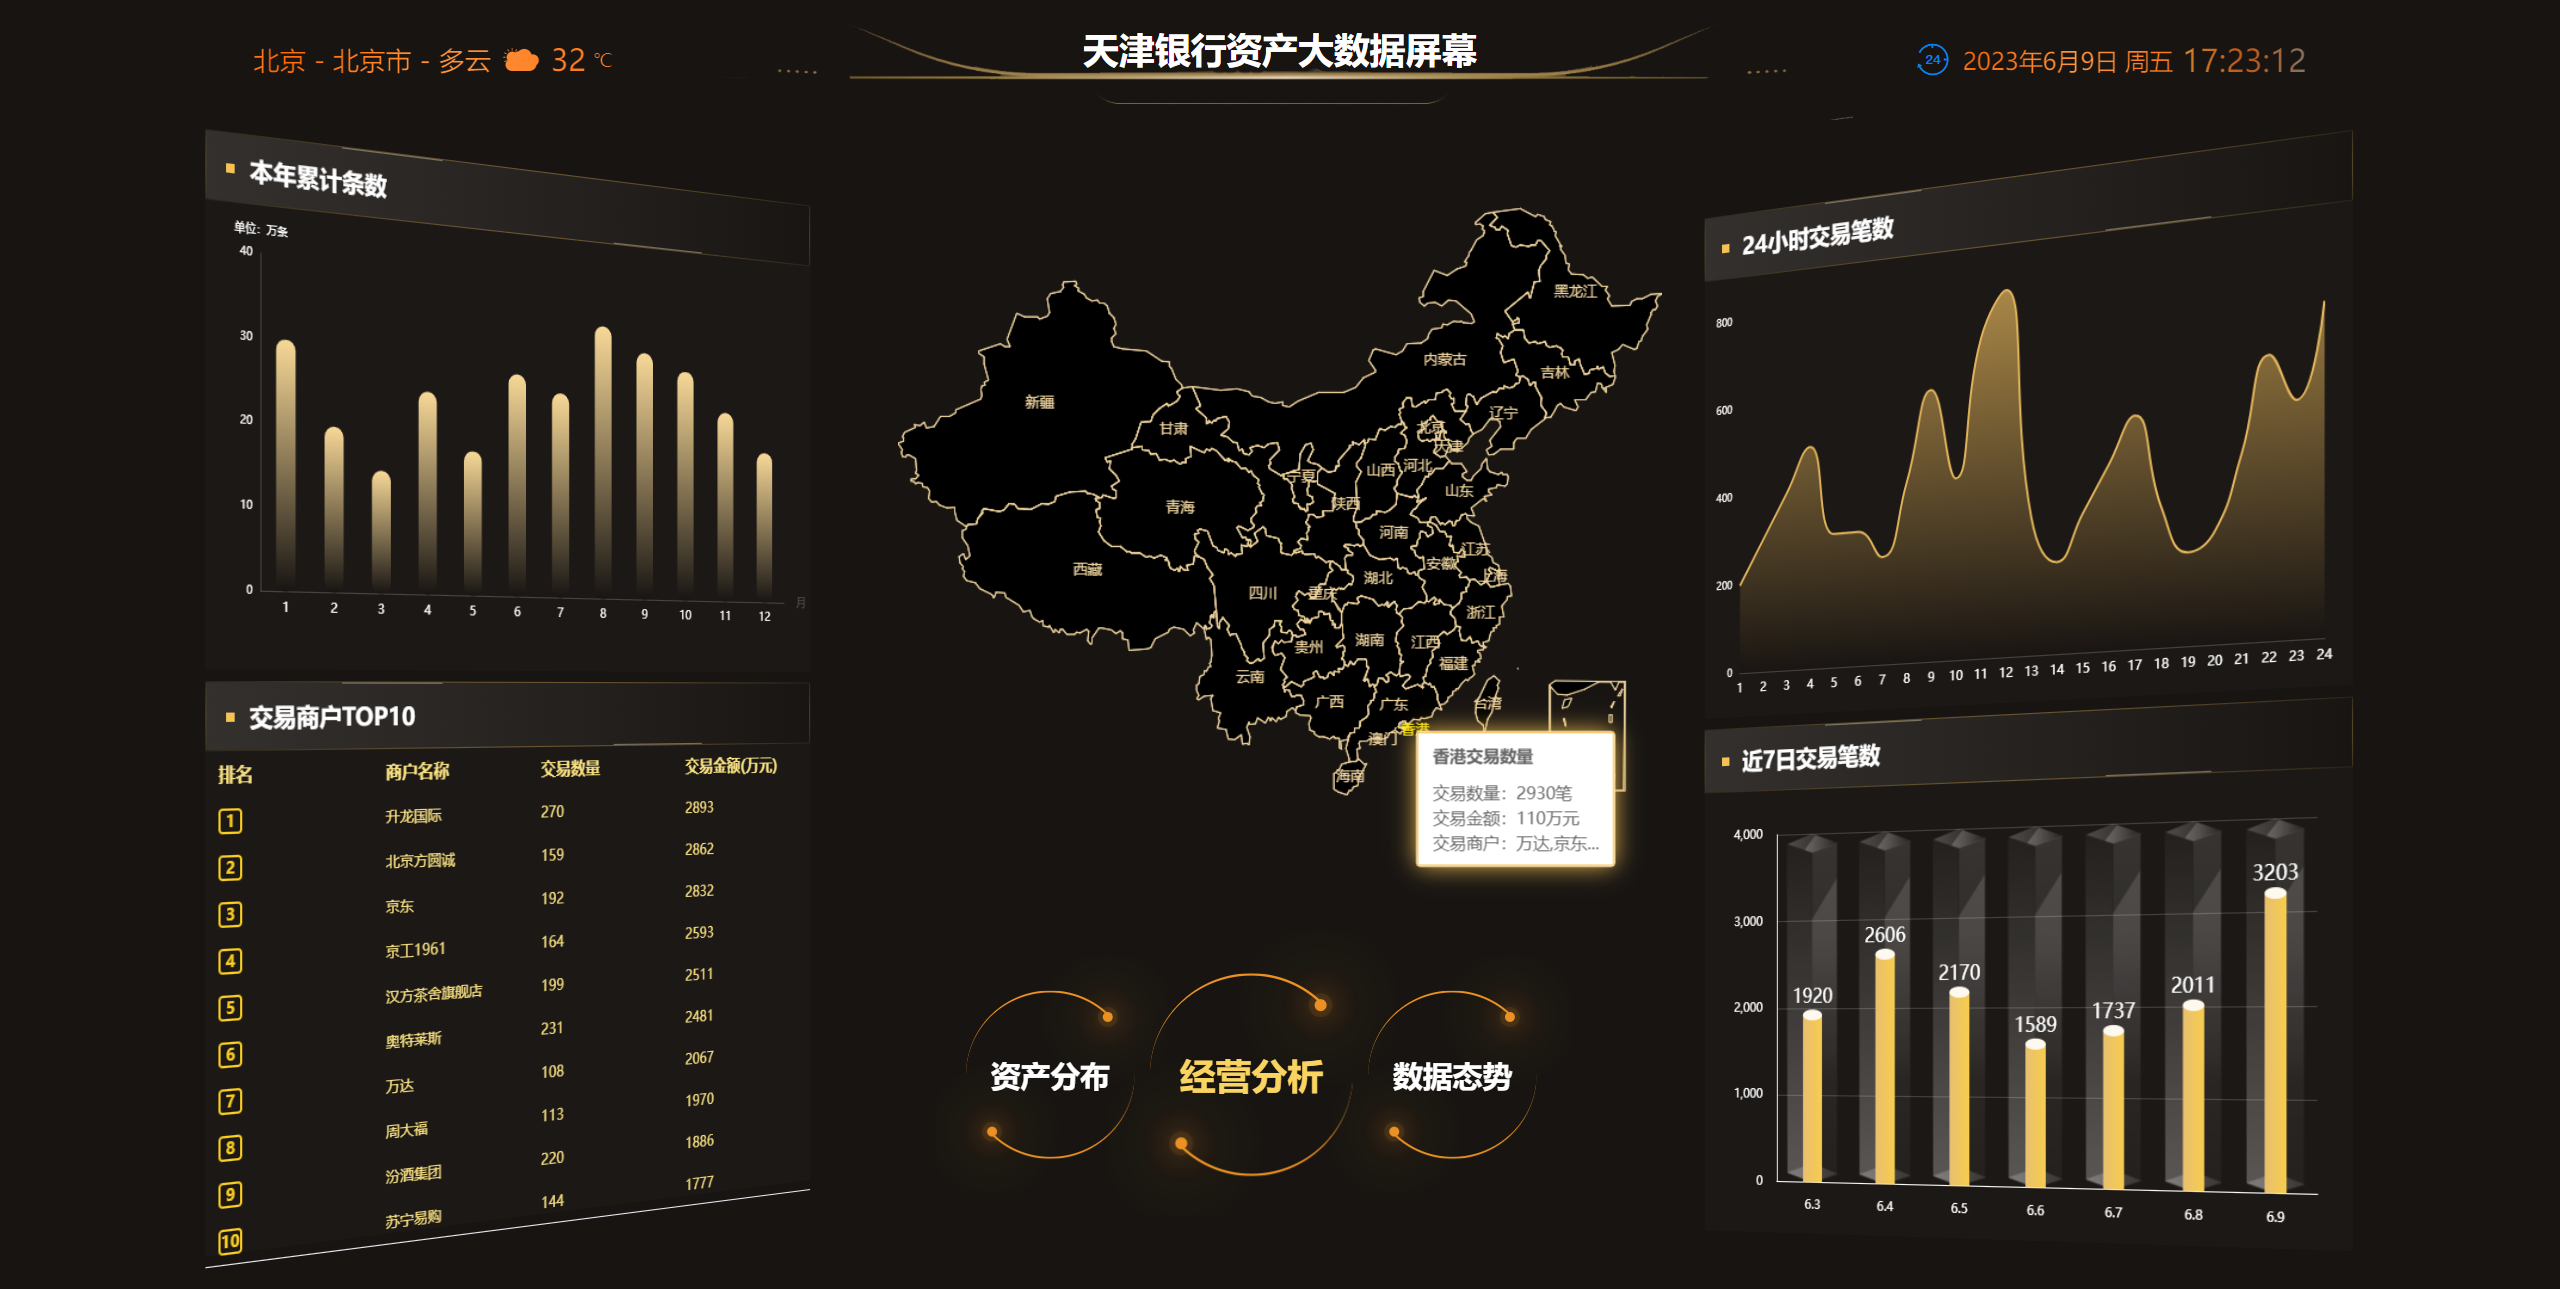 北京 - 北京市 - 多云 32 ℃
天津银行资产大数据屏幕
24 2023年6月9日 周五 17:23:12
本年累计条数
单位：万条
40
30
20
10
0
1 2 3 4 5 6 7 8 9 10 11 12 月
交易商户TOP10
排名 商户名称 交易数量 交易金额(万元)
1 升龙国际 270 2893
2 北京方圆诚 159 2862
3 京东 192 2832
4 京工1961 164 2593
5 汉方茶舍旗舰店 199 2511
6 奥特莱斯 231 2481
7 万达 108 2067
8 周大福 113 1970
9 汾酒集团 220 1886
10 苏宁易购 144 1777
黑龙江
内蒙古
吉林
新疆
辽宁
甘肃
北京
天津
山西
河北
宁夏
山东
陕西
青海
河南
江苏
安徽
西藏
湖北
上海
四川
重庆
浙江
湖南
江西
贵州
福建
云南
广西
广东
台湾
香港
澳门
海南
香港交易数量
交易数量：2930笔
交易金额：110万元
交易商户：万达,京东...
资产分布
经营分析
数据态势
24小时交易笔数
800
600
400
200
0
1 2 3 4 5 6 7 8 9 10 11 12 13 14 15 16 17 18 19 20 21 22 23 24
近7日交易笔数
4,000
3,000
2,000
1,000
0
1920 2606 2170 1589 1737 2011 3203
6.3 6.4 6.5 6.6 6.7 6.8 6.9